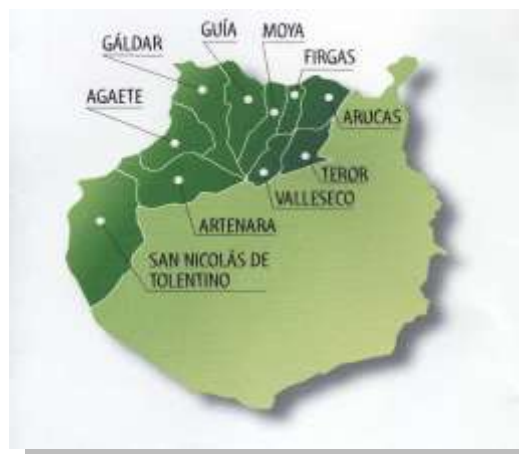 GUÍA
MOYA
GÁLDAR
FIRGAS
AGAETE
ARUCAS
TEROR
VALLESECO
ARTENARA
SAN NICOLÁS DE
TOLENTINO